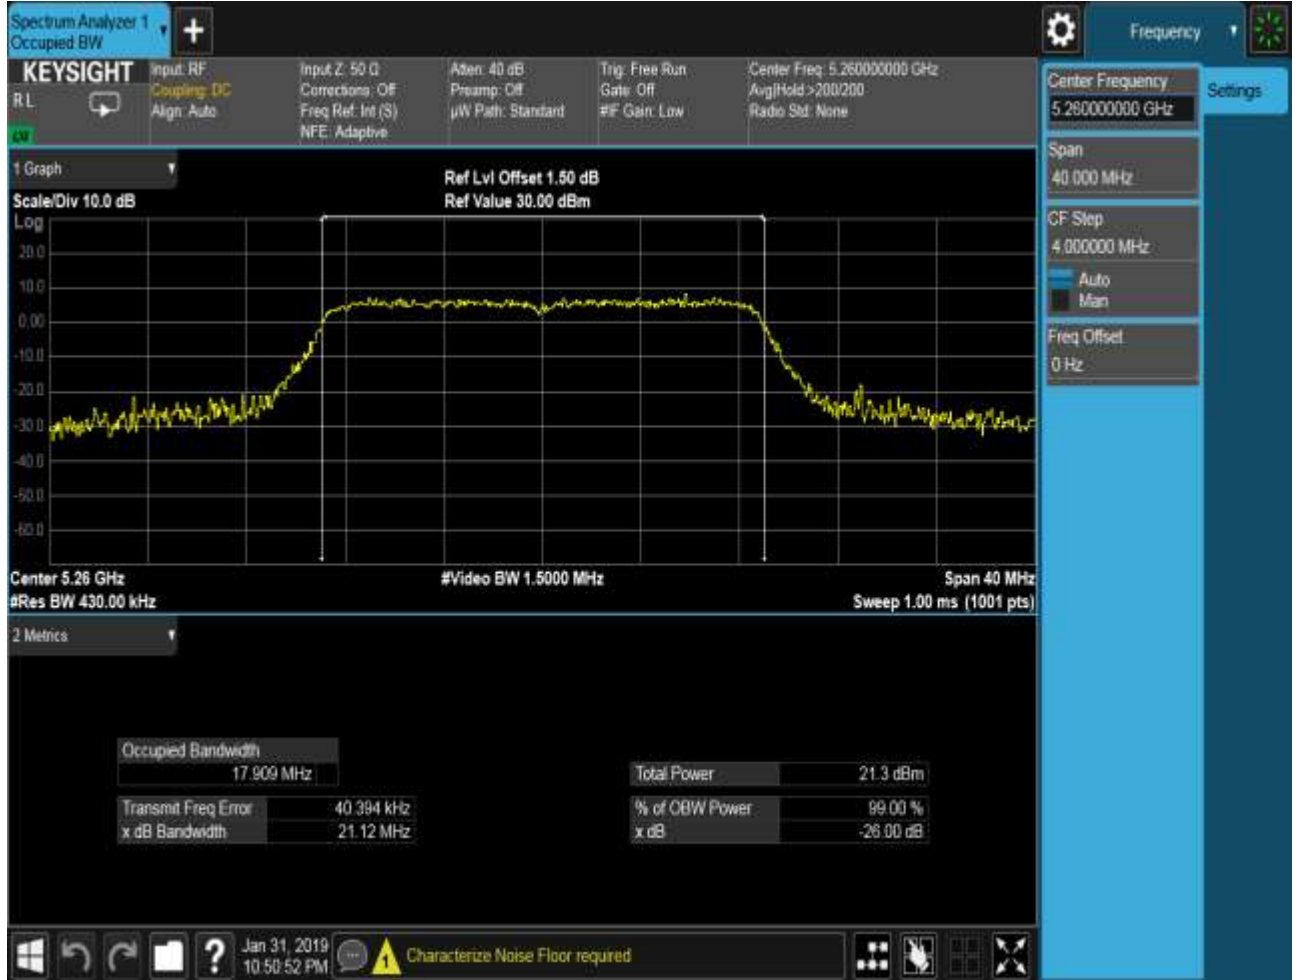 Spectrum Analyzer 1
Occupied BW
Frequency
KEYSIGHT
R L
Input: RF
Coupling: DC
Align: Auto
Input Z: 50 Ω
Corrections: Off
Freq Ref: Int (S)
NFE: Adaptive
Atten: 40 dB
Preamp: Off
µW Path: Standard
Trig: Free Run
Gate: Off
#IF Gain: Low
Center Freq: 5.260000000 GHz
Avg|Hold:>200/200
Radio Std: None
1 Graph
Scale/Div 10.0 dB
Ref Lvl Offset 1.50 dB
Ref Value 30.00 dBm
Log
20.0
10.0
0.00
-10.0
-20.0
-30.0
-40.0
-50.0
-60.0
Center 5.26 GHz
#Video BW 1.5000 MHz
Span 40 MHz
#Res BW 430.00 kHz
Sweep 1.00 ms (1001 pts)
2 Metrics
Occupied Bandwidth
17.909 MHz
Transmit Freq Error 40.394 kHz
x dB Bandwidth 21.12 MHz
Total Power 21.3 dBm
% of OBW Power 99.00 %
x dB -26.00 dB
Center Frequency
5.260000000 GHz
Settings
Span
40.000 MHz
CF Step
4.000000 MHz
Auto
Man
Freq Offset
0 Hz
?
Jan 31, 2019
10:50:52 PM
1
Characterize Noise Floor required